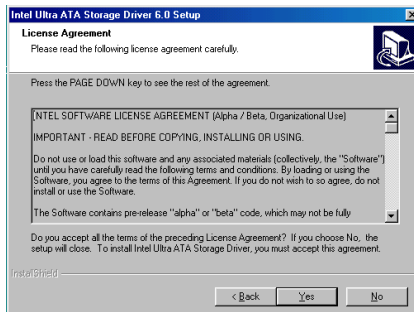 Intel Ultra ATA Storage Driver 6.0 Setup
License Agreement
Please read the following license agreement carefully.
Press the PAGE DOWN key to see the rest of the agreement.
INTEL SOFTWARE LICENSE AGREEMENT (Alpha / Beta, Organizational Use)
IMPORTANT - READ BEFORE COPYING, INSTALLING OR USING.
Do not use or load this software and any associated materials (collectively, the "Software")
until you have carefully read the following terms and conditions. By loading or using the
Software, you agree to the terms of this Agreement. If you do not wish to so agree, do not
install or use the Software.
The Software contains pre-release "alpha" or "beta" code, which may not be fully
Do you accept all the terms of the preceding License Agreement? If you choose No, the
setup will close. To install Intel Ultra ATA Storage Driver, you must accept this agreement.
InstallShield
< Back
Yes
No